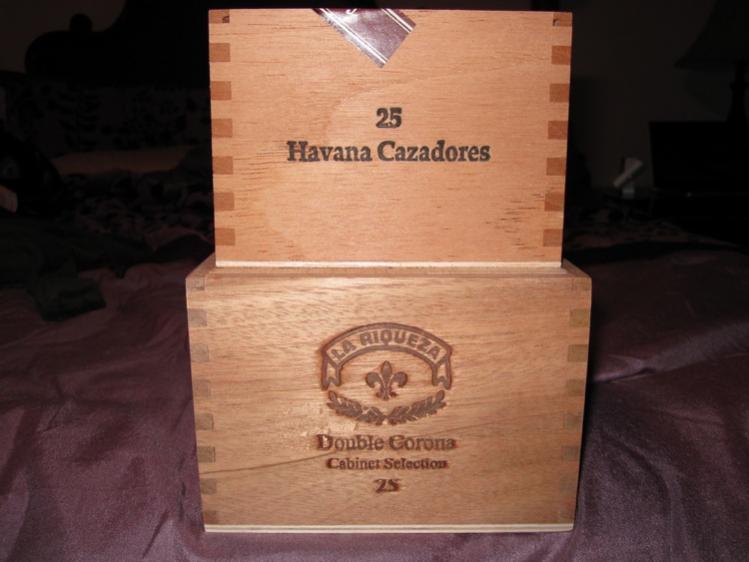 25
Havana Cazadores
LA RIQUEZA
Double Corona
Cabinet Selection
25